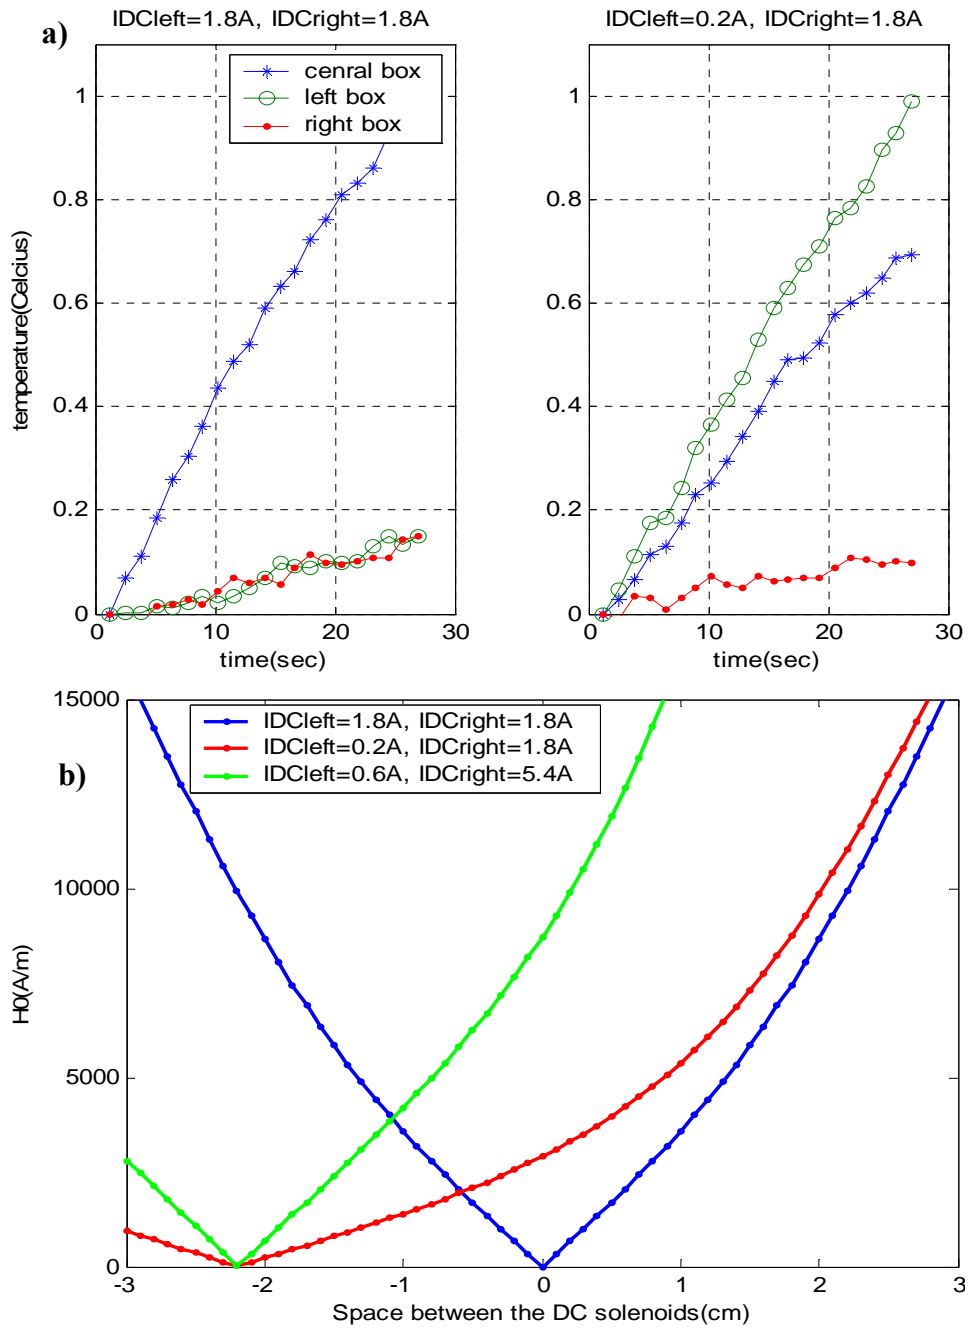 a)
IDCleft=1.8A, IDCright=1.8A
IDCleft=0.2A, IDCright=1.8A
cenral box
left box
right box
temperature(Celcius)
1
0.8
0.6
0.4
0.2
0
0 10 20 30
time(sec)
1
0.8
0.6
0.4
0.2
0
0 10 20 30
time(sec)
b)
IDCleft=1.8A, IDCright=1.8A
IDCleft=0.2A, IDCright=1.8A
IDCleft=0.6A, IDCright=5.4A
H0(A/m)
15000
10000
5000
0
-3 -2 -1 0 1 2 3
Space between the DC solenoids(cm)